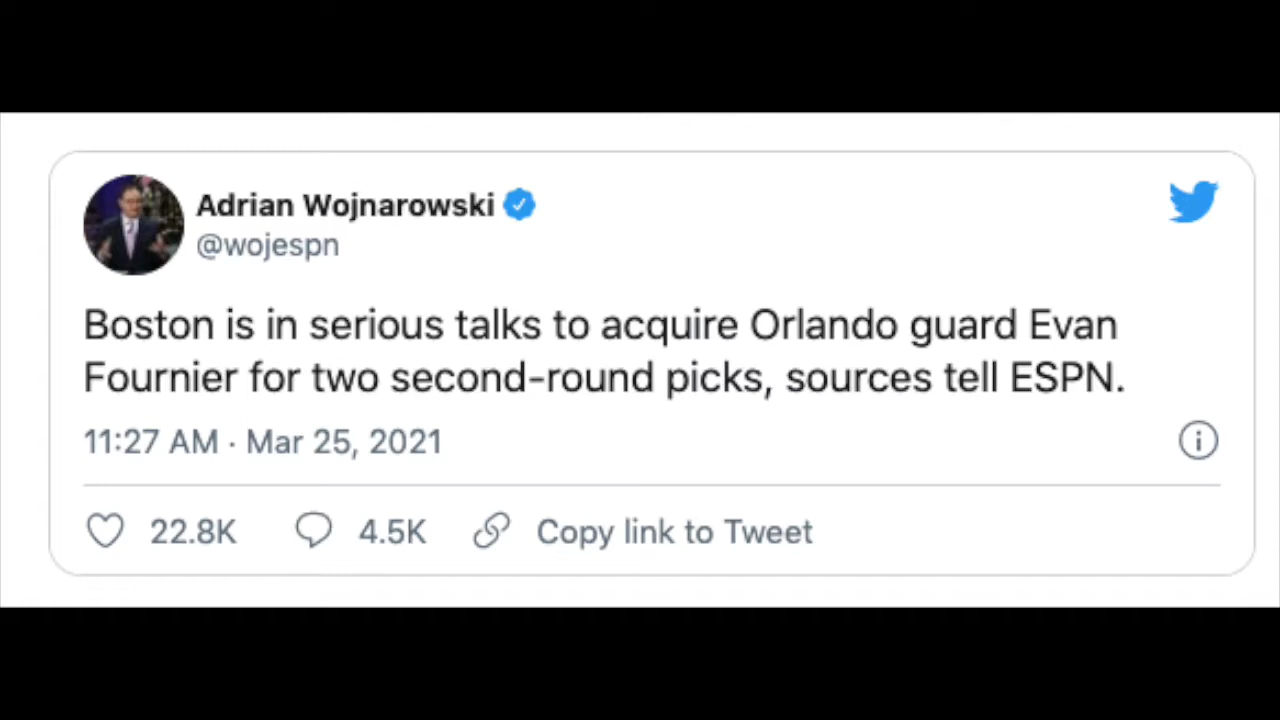 Adrian Wojnarowski
@wojespn
Boston is in serious talks to acquire Orlando guard Evan
Fournier for two second-round picks, sources tell ESPN.
11:27 AM · Mar 25, 2021
22.8K 4.5K Copy link to Tweet